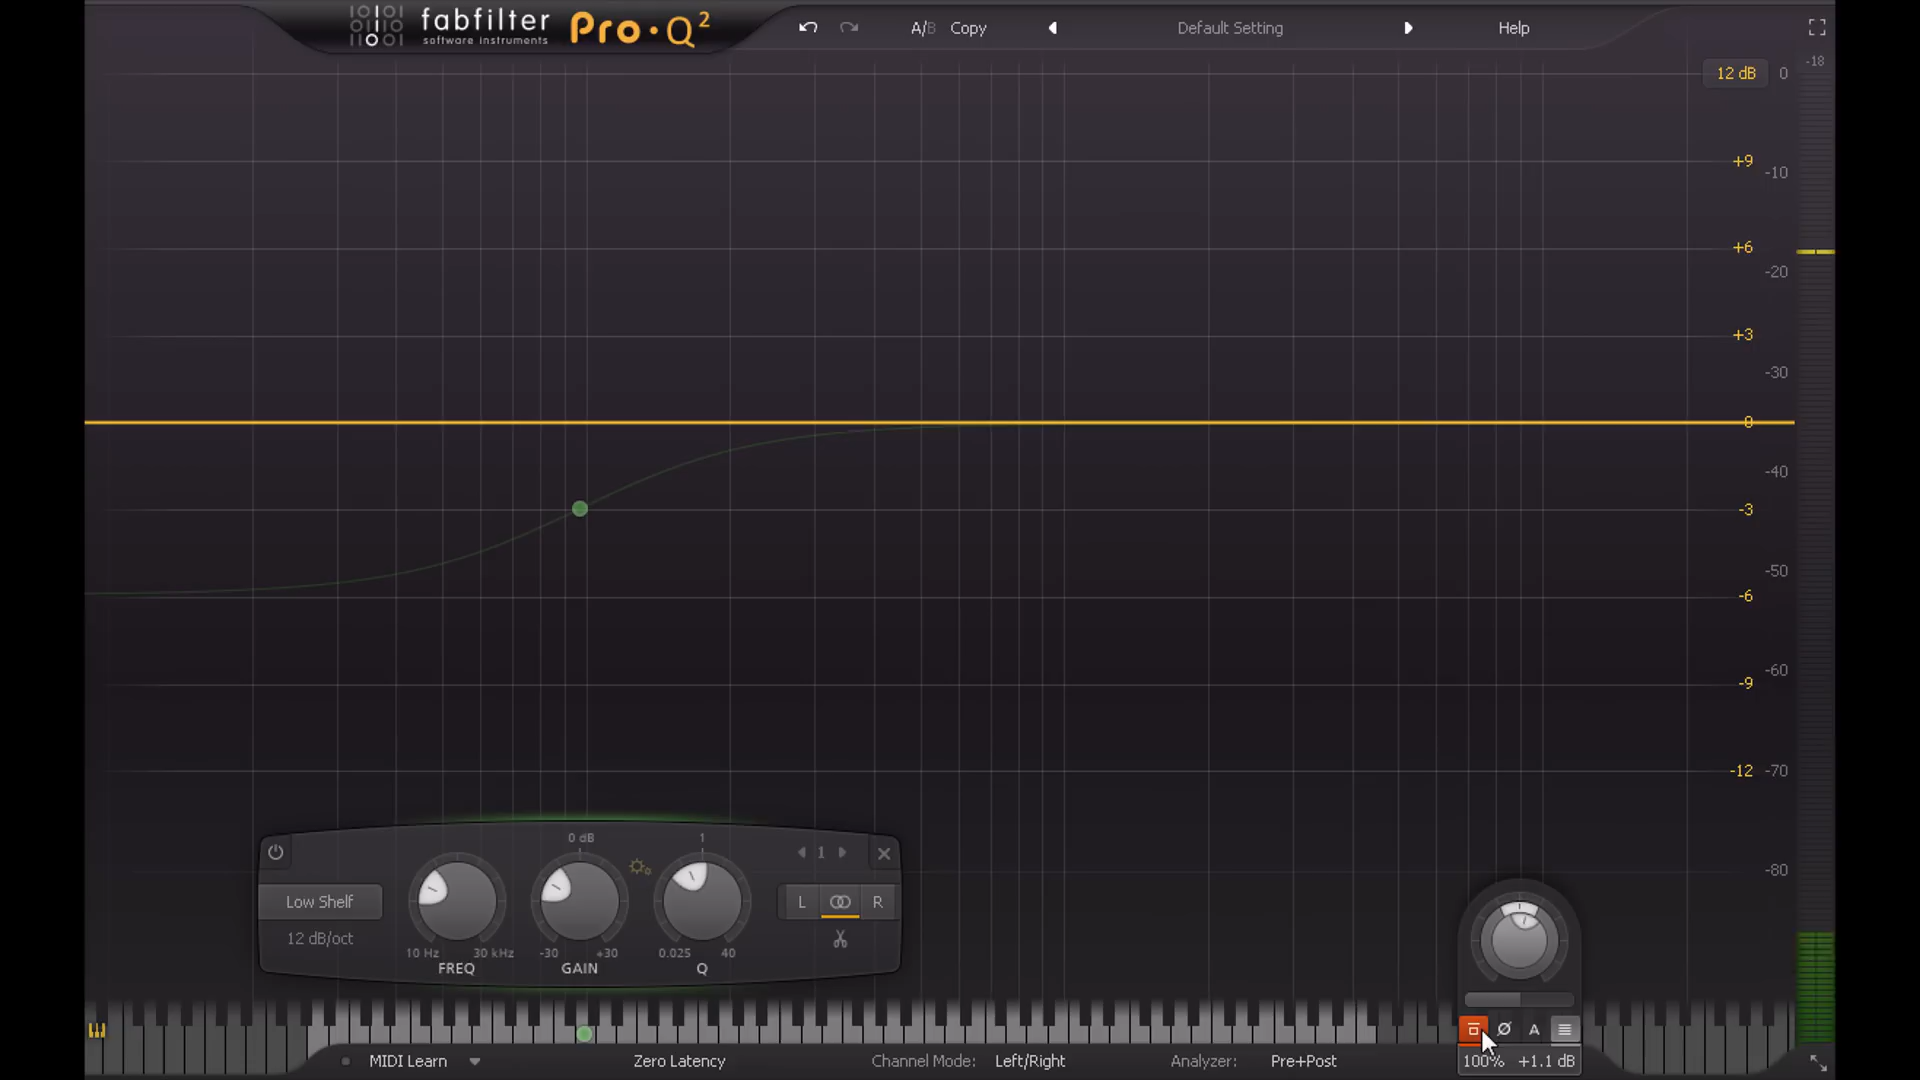 fabfilter
software instruments
Pro·Q²
A/B Copy
Default Setting
Help
12 dB 0 -18
+9 -10
+6 -20
+3 -30
0 -40
-3 -50
-6 -60
-9
-12 -70
-80
Low Shelf
12 dB/oct
10 Hz 30 kHz
FREQ
0 dB
-30 +30
GAIN
1
0.025 40
Q
1
L R
A
100% +1.1 dB
MIDI Learn
Zero Latency
Channel Mode: Left/Right
Analyzer: Pre+Post